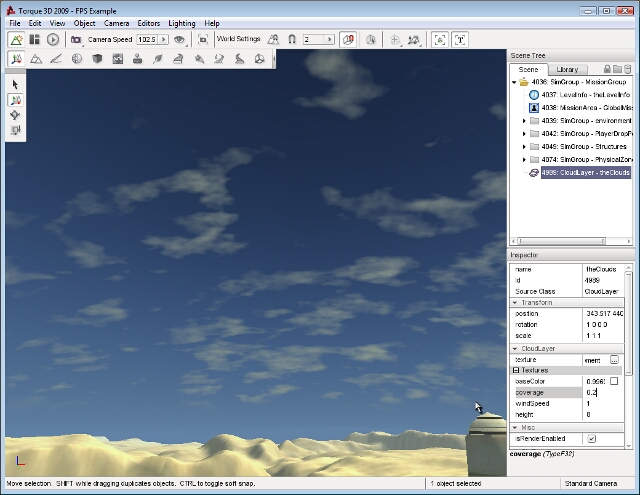 Torque 3D 2009 - FPS Example
File Edit View Object Camera Editors Lighting Help
Camera Speed 102.5 World Settings 2
Scene Tree
Scene Library
4036: SimGroup - MissionGroup
4037: LevelInfo - theLevelInfo
4038: MissionArea - GlobalMiss
4039: SimGroup - environment
4042: SimGroup - PlayerDropPo
4049: SimGroup - Structures
4074: SimGroup - PhysicalZone
4989: CloudLayer - theClouds
Inspector
name theClouds
id 4989
Source Class CloudLayer
Transform
position 343.517 440
rotation 1 0 0 0
scale 1 1 1
CloudLayer
texture ment ...
Textures
baseColor 0.996
coverage 0.2
windSpeed 1
height 8
Misc
isRenderEnabled
coverage (TypeF32)
Move selection. SHIFT while dragging duplicates objects. CTRL to toggle soft snap. 1 object selected Standard Camera